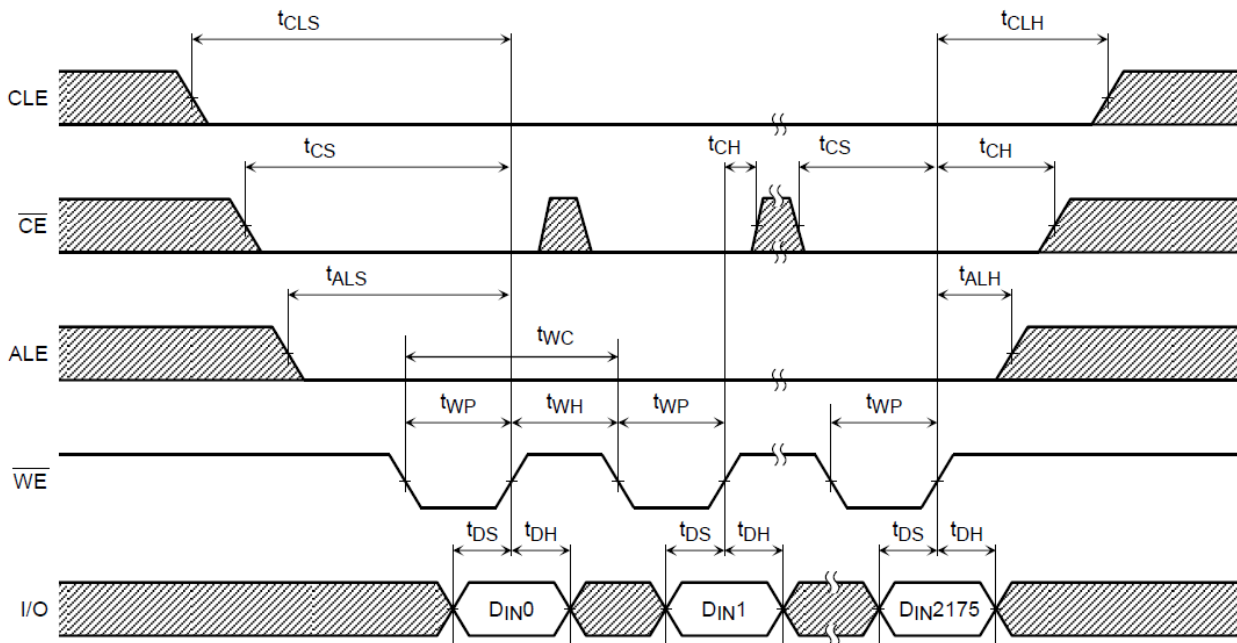 tCLS tCLH
CLE
tCS tCH tCS tCH
CE
tALS tALH
ALE
tWC
tWP tWH tWP tWP
WE
tDS tDH tDS tDH tDS tDH
I/O DIN0 DIN1 DIN2175